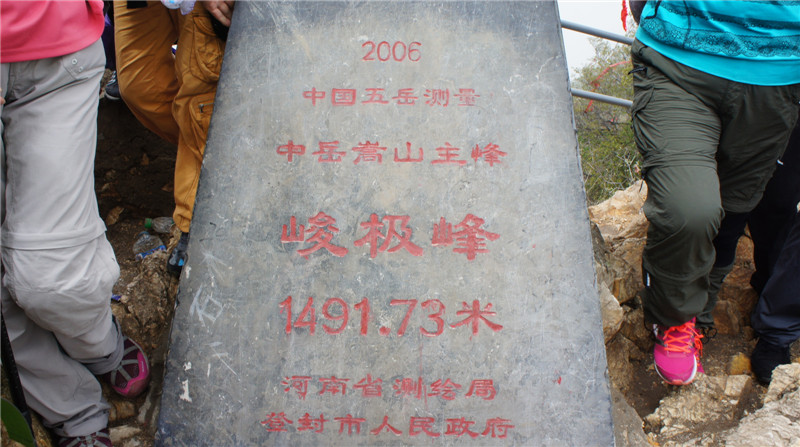 2006
中国五岳测量
中岳嵩山主峰
峻极峰
1491.73米
河南省测绘局
登封市人民政府